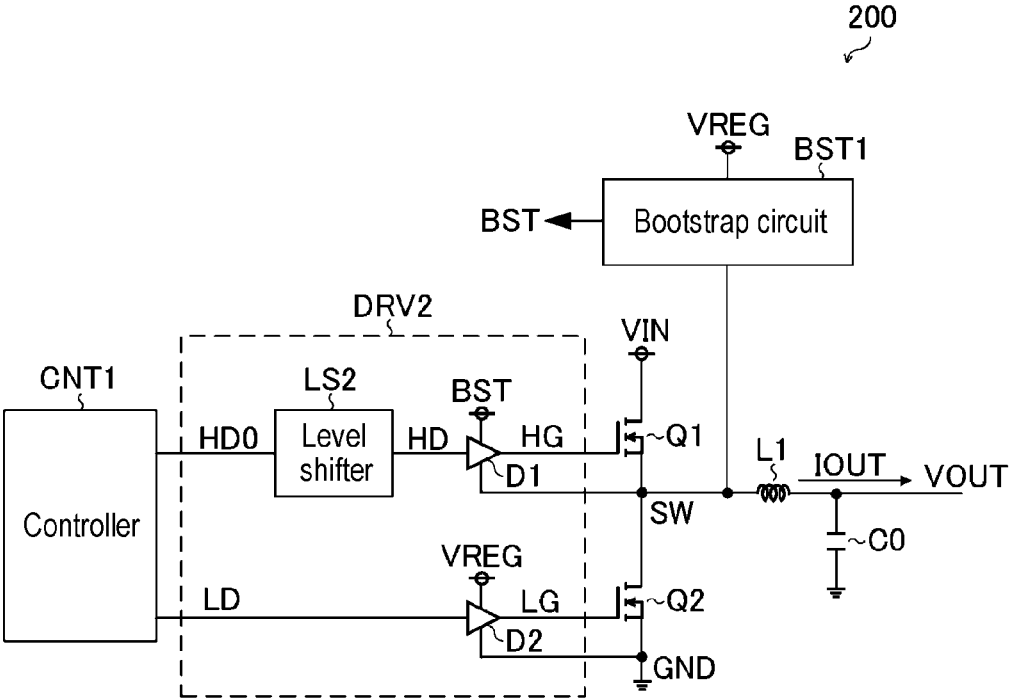 200
VREG
BST1
BST
Bootstrap circuit
DRV2
VIN
CNT1
LS2
BST
HD0
Level
shifter
HD
HG
Q1
D1
L1
IOUT
VOUT
SW
Controller
C0
VREG
LD
LG
Q2
D2
GND